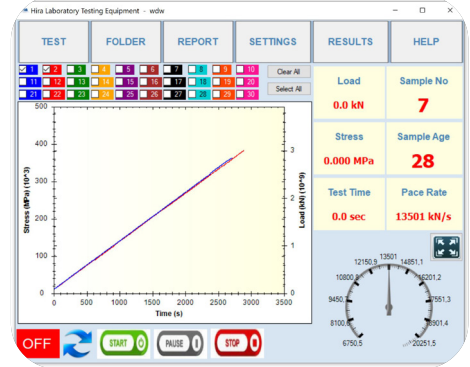 Hira Laboratory Testing Equipment - wdw
TEST FOLDER REPORT SETTINGS RESULTS HELP
1 2 3 4 5 6 7 8 9 10 Clear All
11 12 13 14 15 16 17 18 19 20
21 22 23 24 25 26 27 28 29 30 Select All
Load
0.0 kN
Sample No
7
Stress
0.000 MPa
Sample Age
28
Test Time
0.0 sec
Pace Rate
13501 kN/s
Stress (MPa) (10^3)
500
400
300
200
100
0
Load (kN) (10^9)
3
2
1
0
0 500 1000 1500 2000 2500 3000 3500
Time (s)
13501
12150,9 14851,1
10800,8 16201,2
9450,7 17551,3
8100,6 18901,4
6750,5 20251,5
OFF START PAUSE STOP